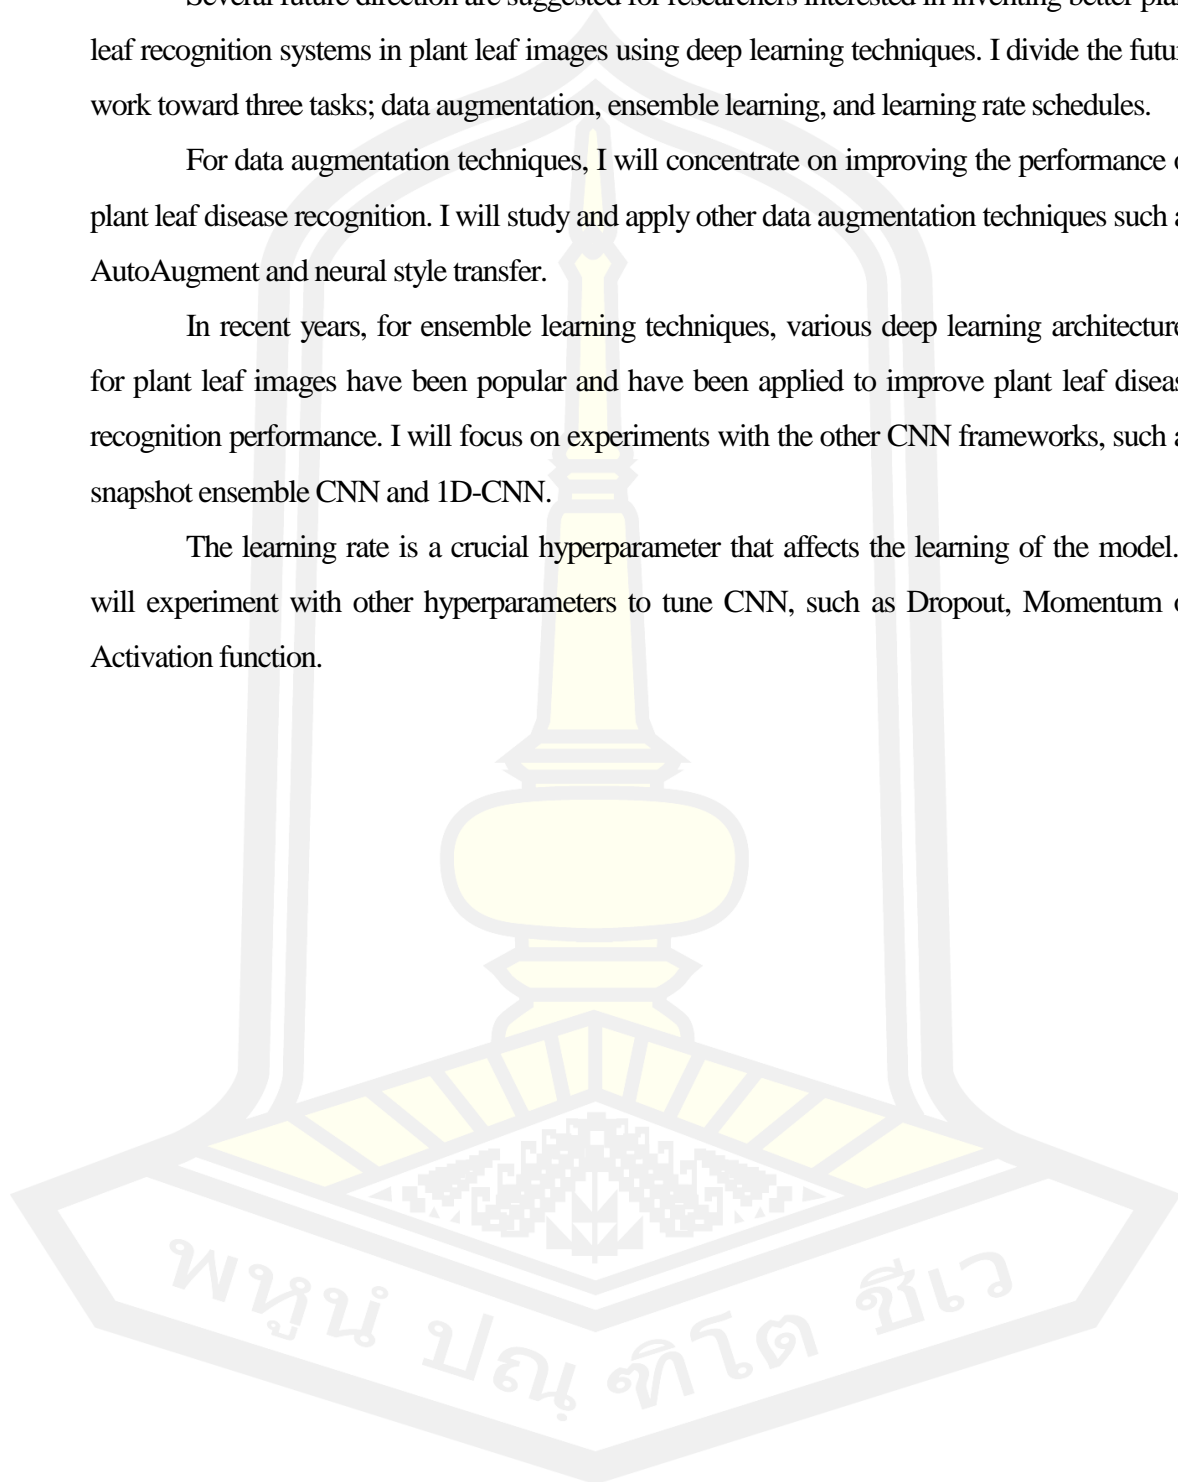 Several future direction are suggested for researchers interested in inventing better plan
leaf recognition systems in plant leaf images using deep learning techniques. I divide the futur
work toward three tasks; data augmentation, ensemble learning, and learning rate schedules.
For data augmentation techniques, I will concentrate on improving the performance o
plant leaf disease recognition. I will study and apply other data augmentation techniques such a
AutoAugment and neural style transfer.
In recent years, for ensemble learning techniques, various deep learning architecture
for plant leaf images have been popular and have been applied to improve plant leaf diseas
recognition performance. I will focus on experiments with the other CNN frameworks, such a
snapshot ensemble CNN and 1D-CNN.
The learning rate is a crucial hyperparameter that affects the learning of the model.
will experiment with other hyperparameters to tune CNN, such as Dropout, Momentum o
Activation function.
พหูนํ ปณฺฑิโต ชีเว